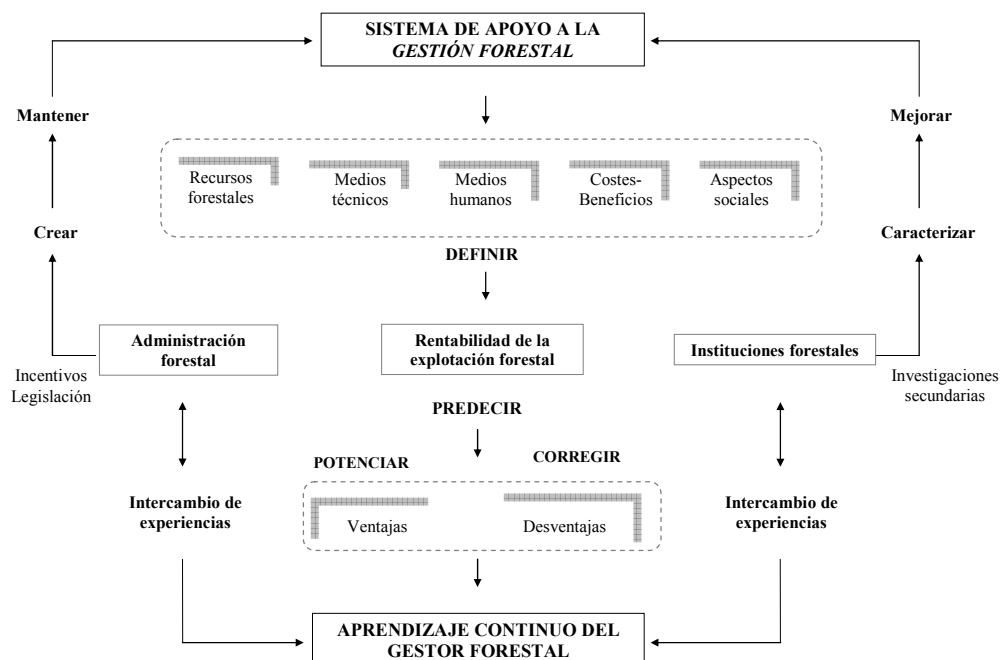 SISTEMA DE APOYO A LA
GESTIÓN FORESTAL
Mantener
Mejorar
Recursos
forestales
Medios
técnicos
Medios
humanos
Costes-
Beneficios
Aspectos
sociales
Crear
Caracterizar
DEFINIR
Administración
forestal
Rentabilidad de la
explotación forestal
Instituciones forestales
Incentivos
Legislación
Investigaciones
secundarias
PREDECIR
POTENCIAR
CORREGIR
Ventajas
Desventajas
Intercambio de
experiencias
Intercambio de
experiencias
APRENDIZAJE CONTINUO DEL
GESTOR FORESTAL